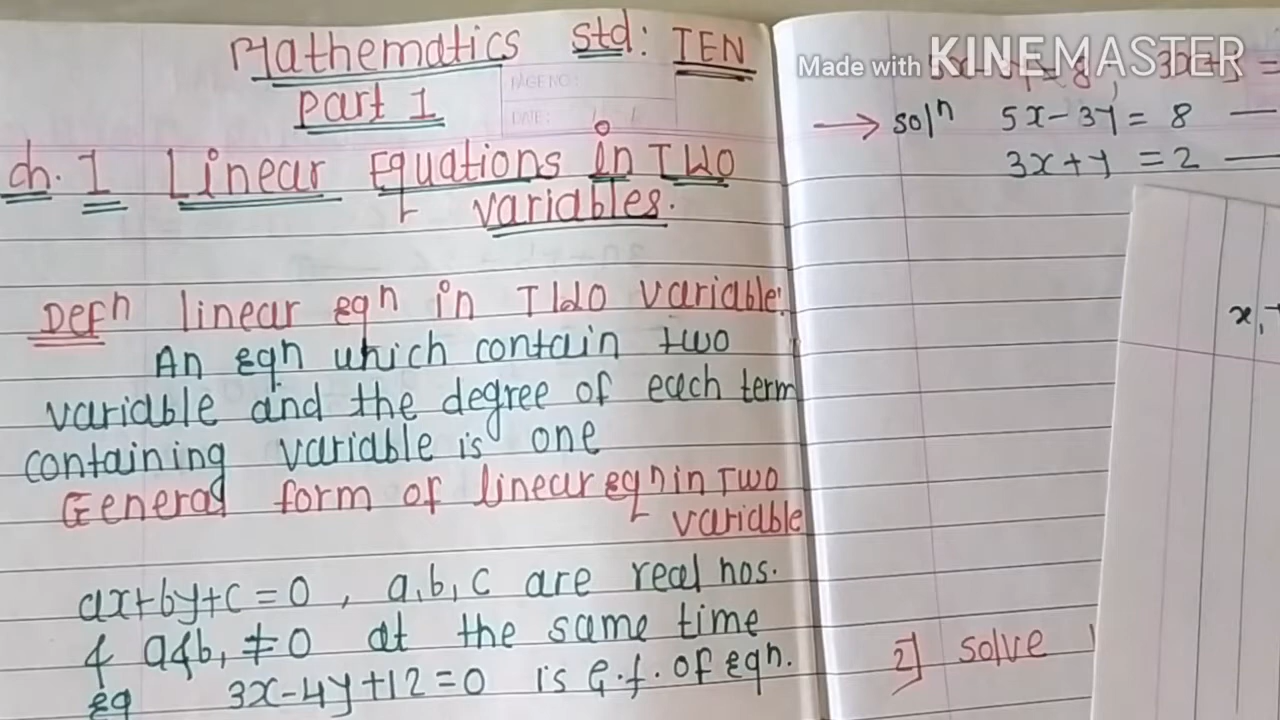 Mathematics Std: TEN
Part 1
PAGE NO:
DATE: / /
ch. 1 Linear Equations in TWO
variables.
Defn linear eqn in TWO variable:
An eqn which contain two
variable and the degree of each term
containing variable is one
General form of linear eqn in Two
variable
ax+by+c=0, a,b,c are real nos.
& a&b, ≠0 at the same time
eg 3x-4y+12=0 is G.f. of eqn.
Made with KINEMASTER
→ soln 5x-3y = 8 —
3x+y = 2 —
x,
2] solve